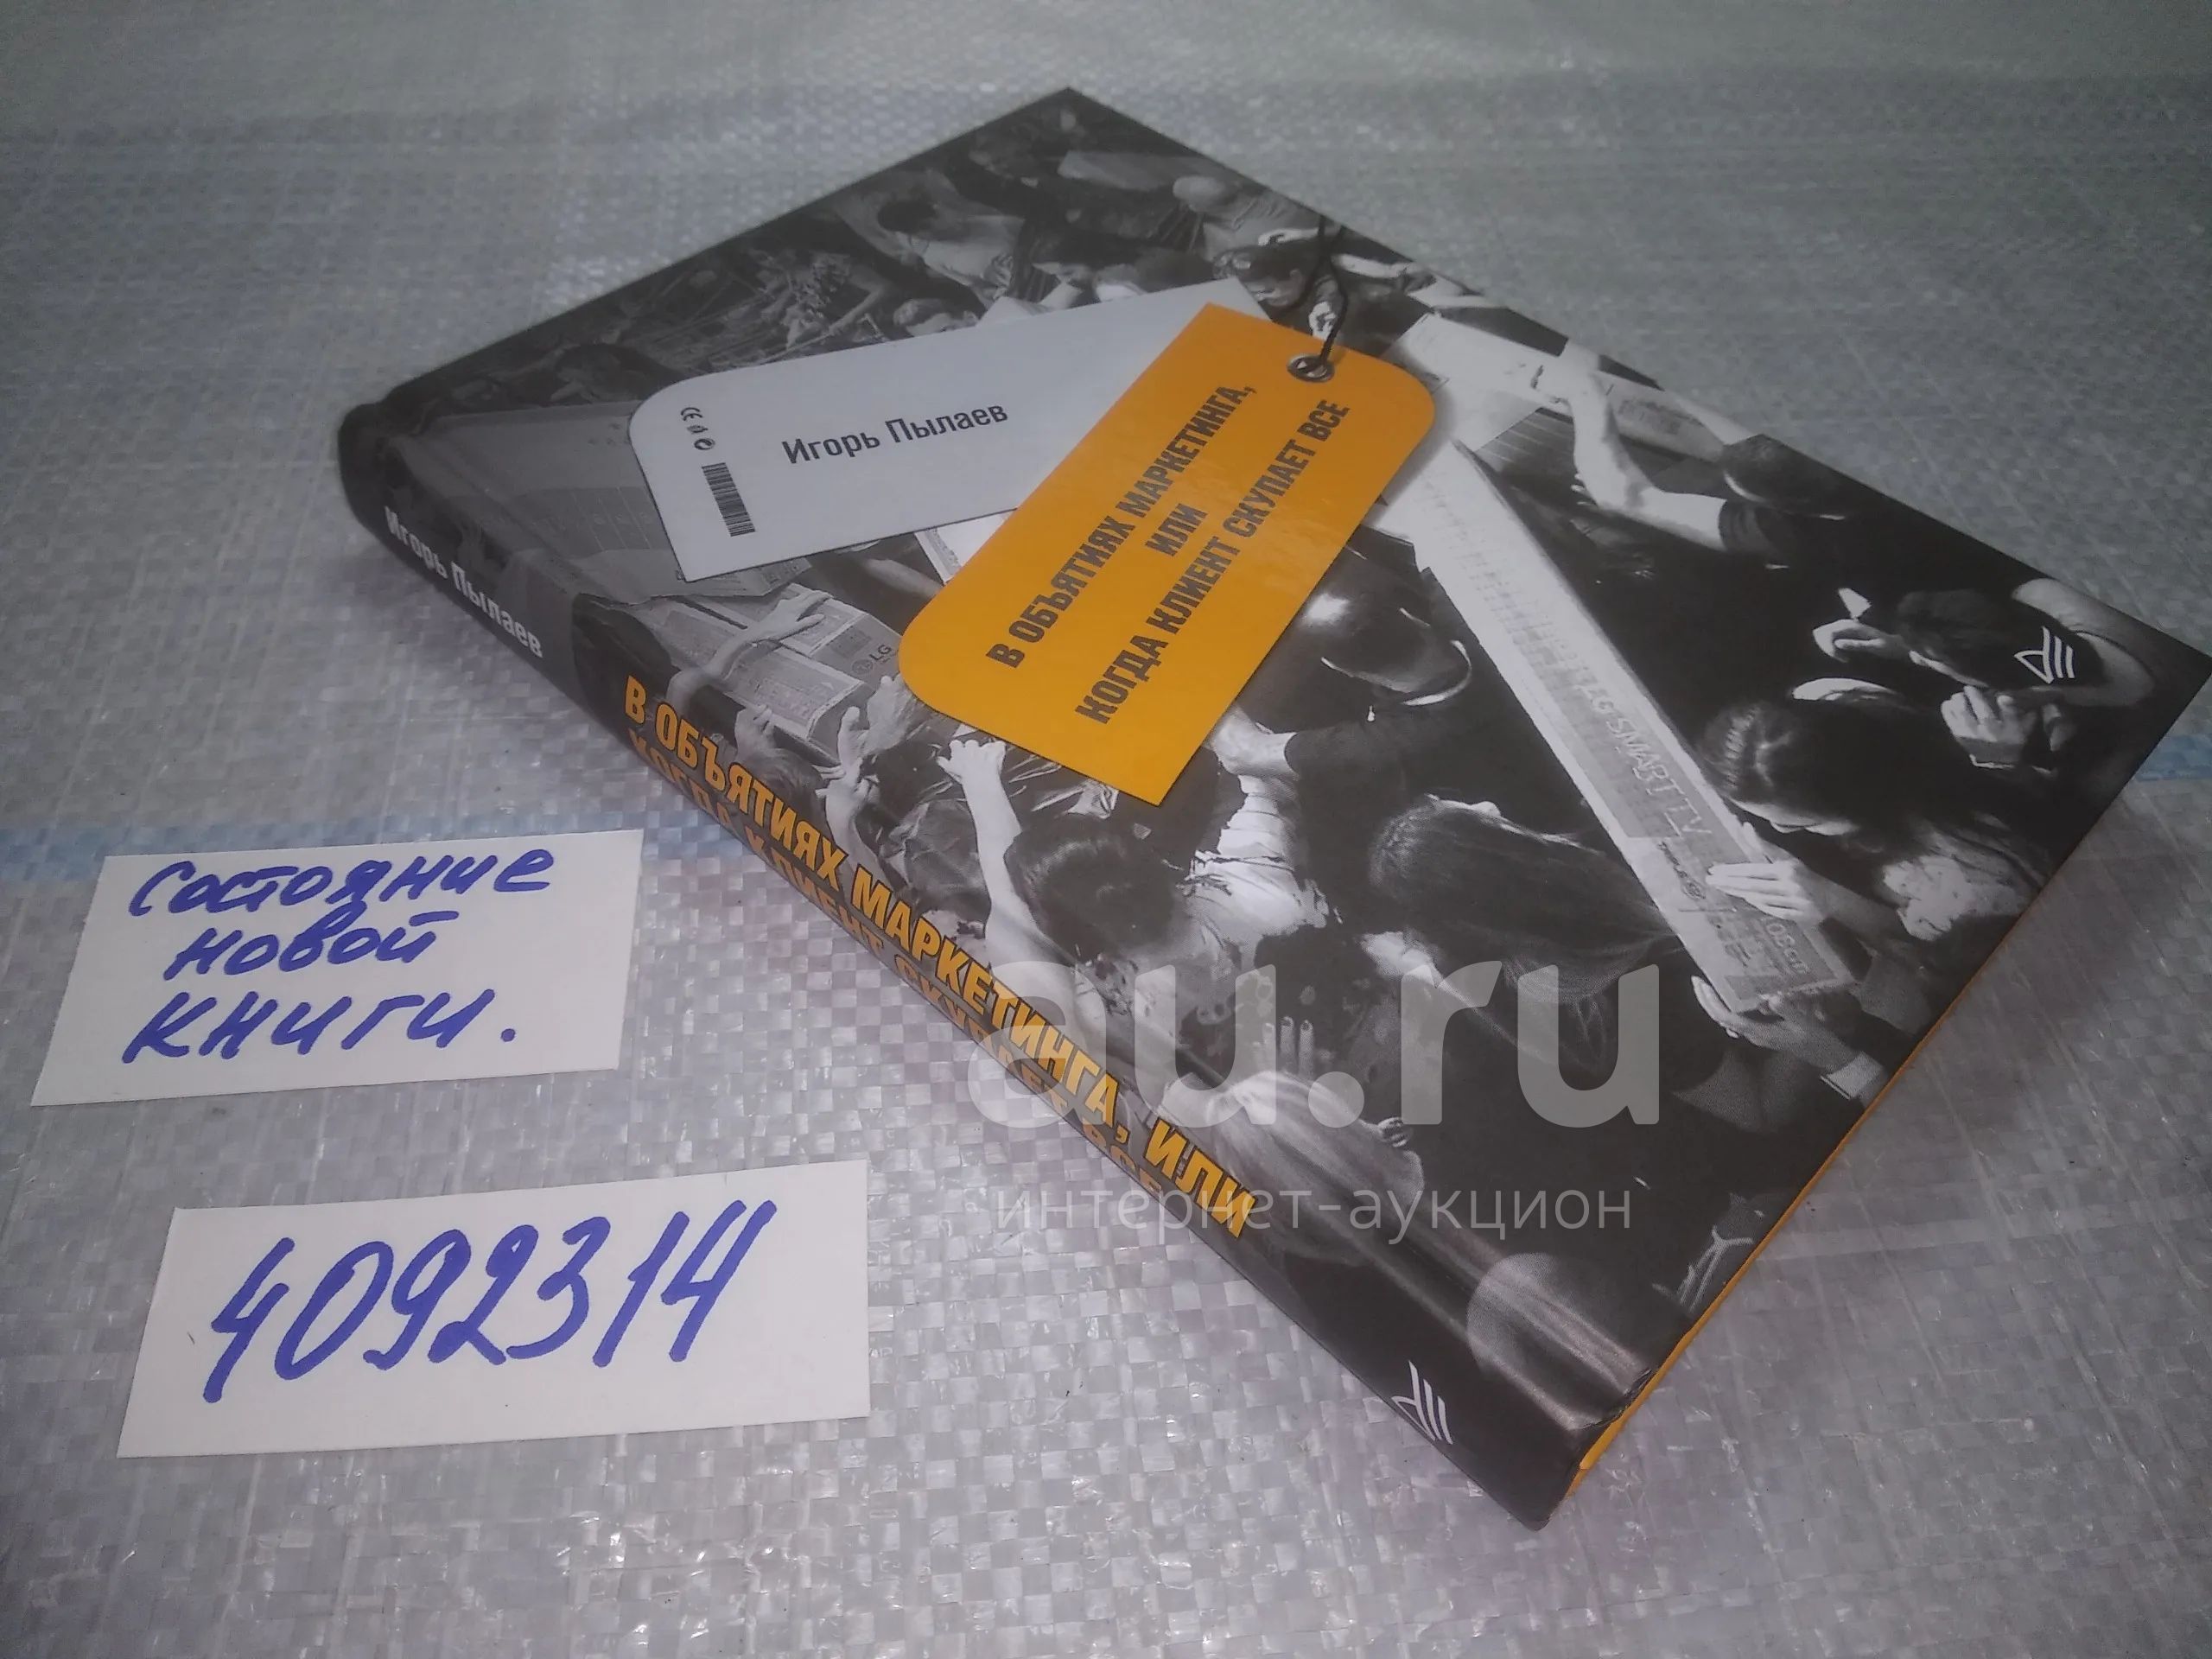 Игорь Пылаев
В ОБЪЯТИЯХ МАРКЕТИНГА,
ИЛИ
КОГДА КЛИЕНТ СКУПАЕТ ВСЕ
LG
LG SMART TV
Игорь Пылаев
В ОБЪЯТИЯХ МАРКЕТИНГА, ИЛИ
КОГДА КЛИЕНТ СКУПАЕТ ВСЕ
Состояние
новой
книги.
4092314
au.ru
интернет-аукцион